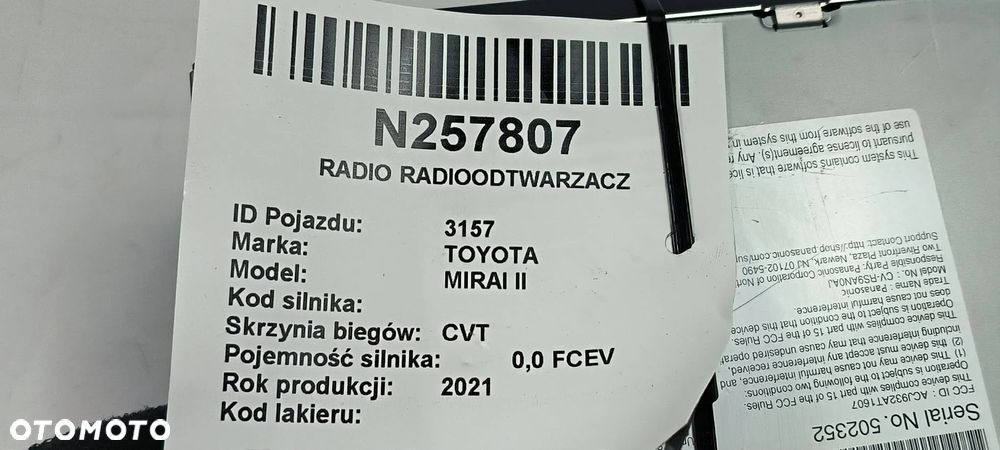 N257807
RADIO RADIOODTWARZACZ
ID Pojazdu: 3157
Marka: TOYOTA
Model: MIRAI II
Kod silnika:
Skrzynia biegów: CVT
Pojemność silnika: 0,0 FCEV
Rok produkcji: 2021
Kod lakieru:
Serial No. 502352
FCC ID : ACJ932AT1607
This device complies with part 15 of the FCC Rules.
Operation is subject to the following two conditions:
(1) This device may not cause harmful interference, and
(2) this device must accept any interference received,
including interference that may cause undesired
This device complies with part 15 of the FCC Rules.
Operation is subject to the condition that this device
does not cause harmful interference.
Trade Name : Panasonic
Model No. : CV-RS9AN0AJ
Responsible Party: Panasonic Corporation of
Two Riverfront Plaza, Newark, NJ 07102-5490
Support Contact: http://shop.panasonic.com/
This system contains software that is
pursuant to license agreement(s). Any
use of the software from this system in
OTOMOTO